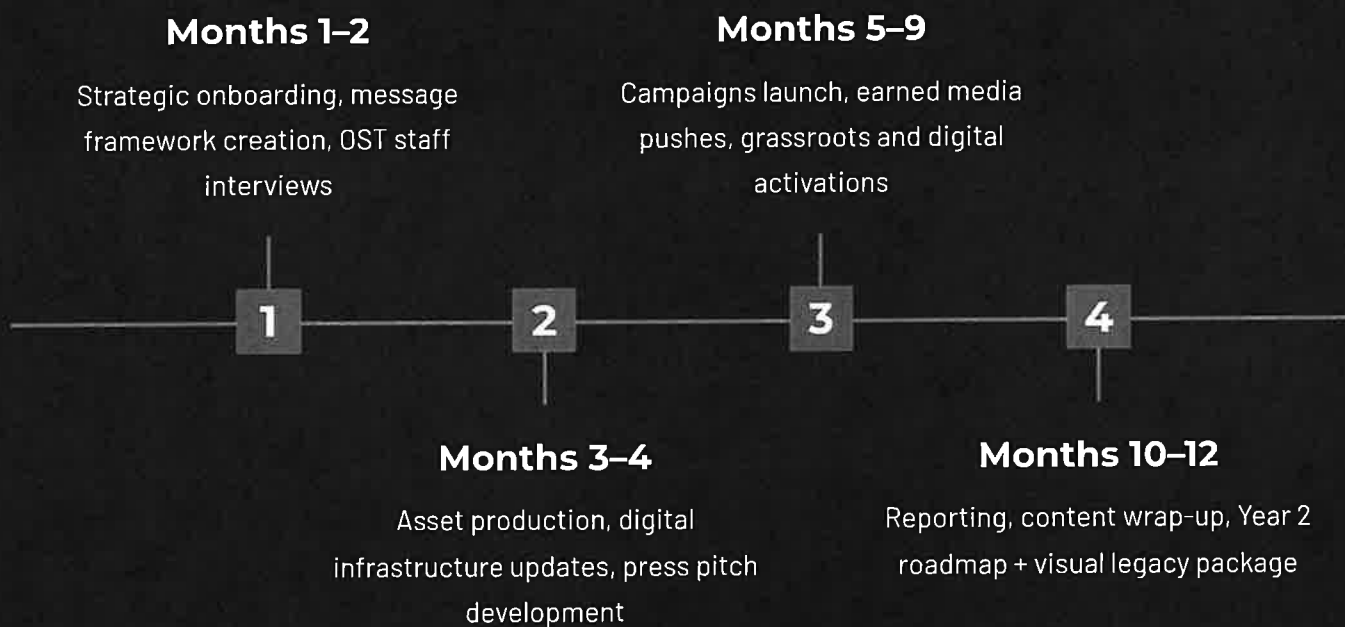 Months 1–2
Strategic onboarding, message
framework creation, OST staff
interviews
Months 5–9
Campaigns launch, earned media
pushes, grassroots and digital
activations
1
2
3
4
Months 3–4
Asset production, digital
infrastructure updates, press pitch
development
Months 10–12
Reporting, content wrap-up, Year 2
roadmap + visual legacy package